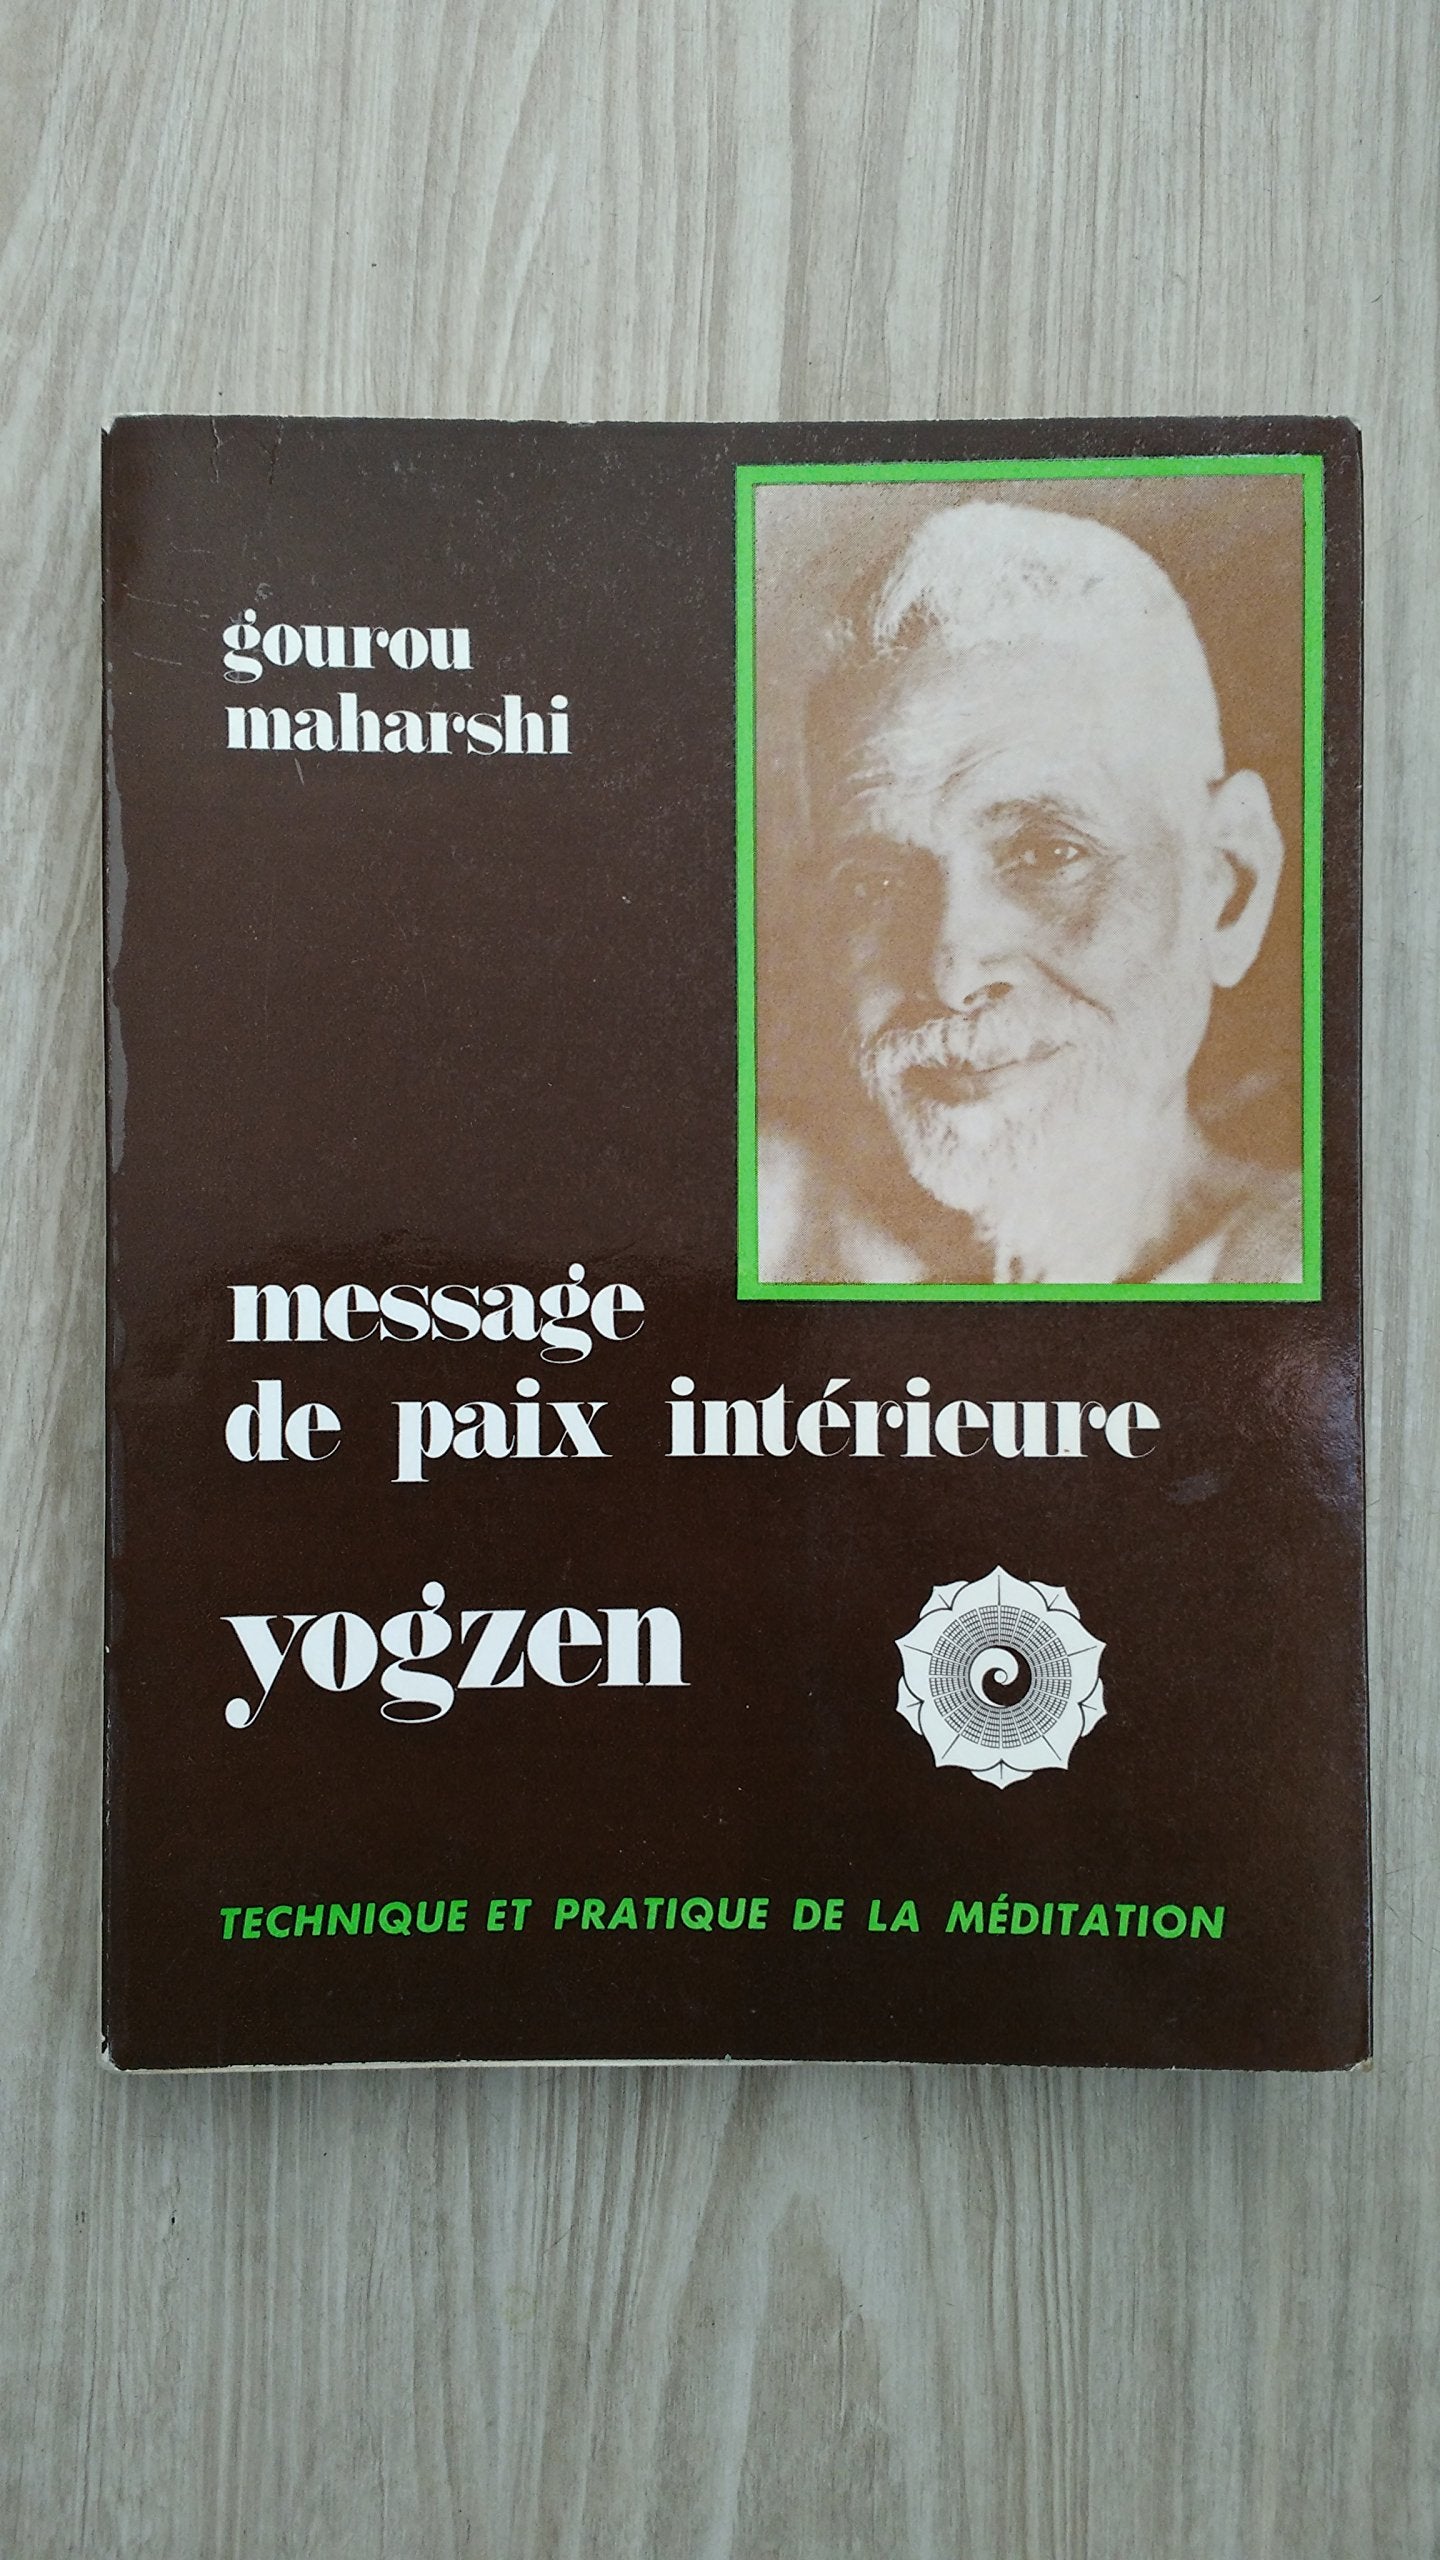 gourou
maharshi
message
de paix intérieure
yogzen
TECHNIQUE ET PRATIQUE DE LA MÉDITATION